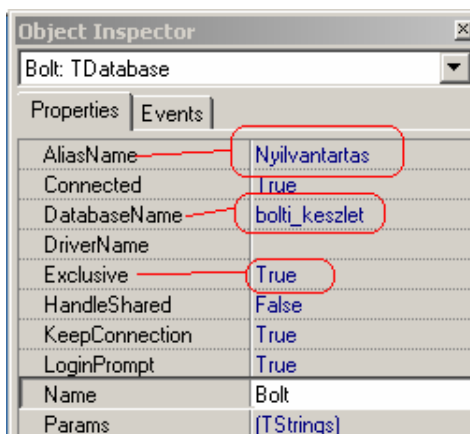 Object Inspector
Bolt: TDatabase
Properties Events
AliasName Nyilvantartas
Connected True
DatabaseName bolti_keszlet
DriverName
Exclusive True
HandleShared False
KeepConnection True
LoginPrompt True
Name Bolt
Params (TStrings)